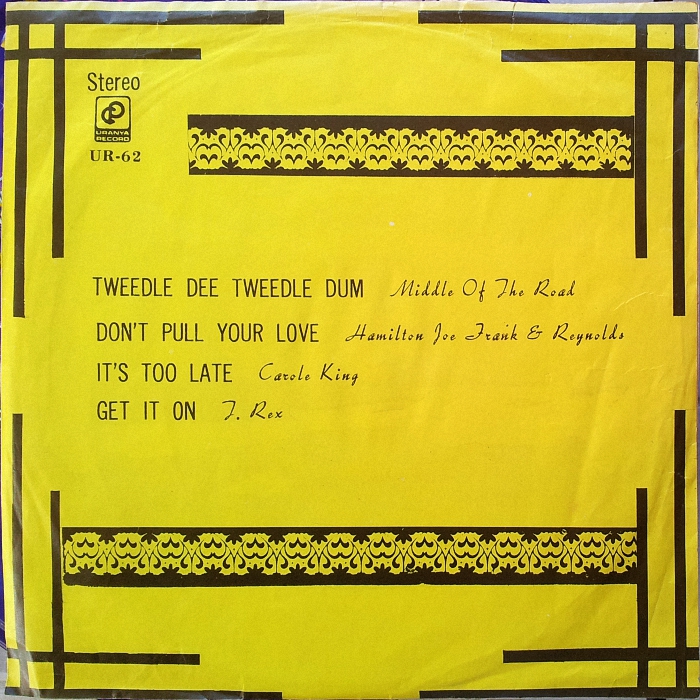 Stereo
URANYA
RECORD
UR-62
TWEEDLE DEE TWEEDLE DUM Middle Of The Road
DON'T PULL YOUR LOVE Hamilton Joe Frank & Reynolds
IT'S TOO LATE Carole King
GET IT ON T. Rex